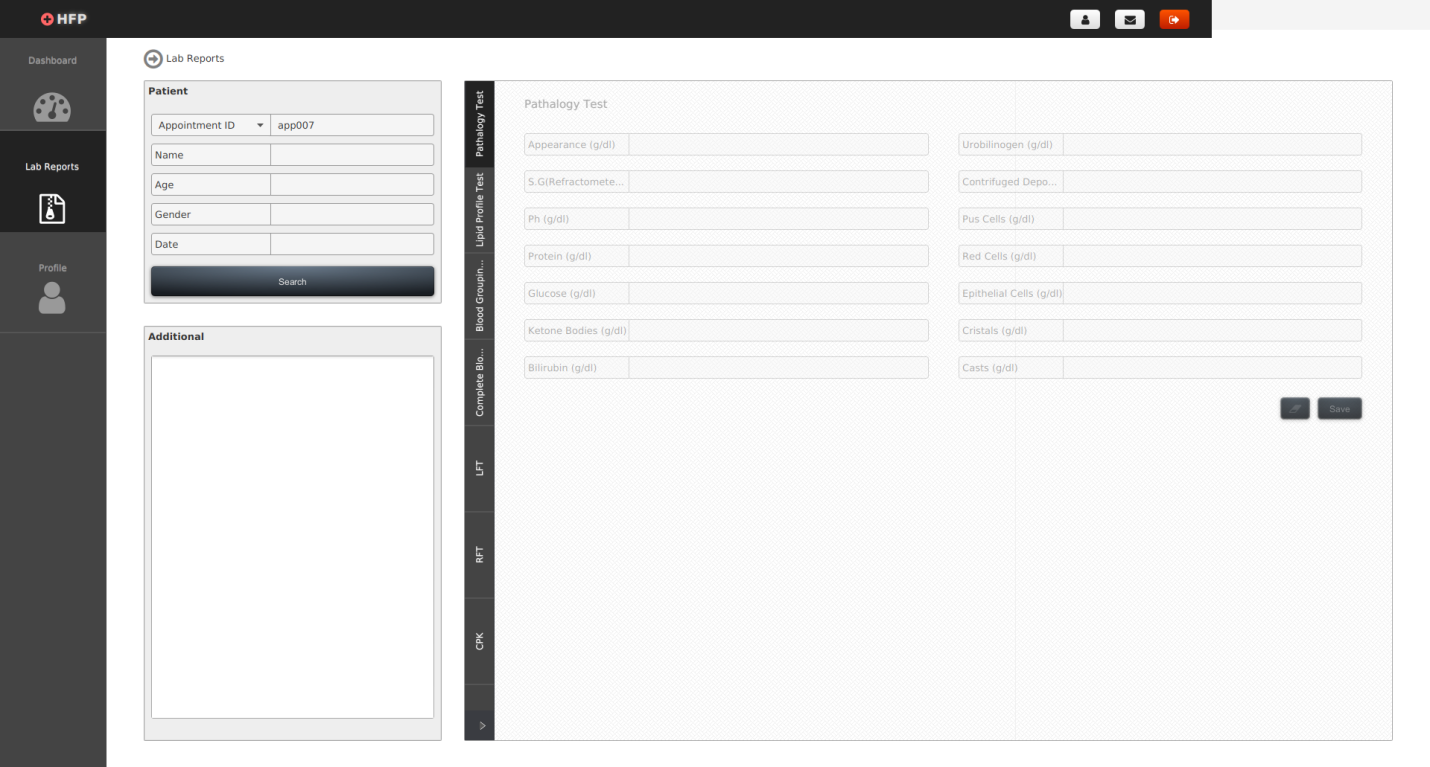 HFP
Dashboard
Lab Reports
Profile
Lab Reports
Patient
Appointment ID app007
Name
Age
Gender
Date
Search
Additional
Pathalogy Test
Lipid Profile Test
Blood Groupin...
Complete Blo...
LFT
RFT
CPK
Pathalogy Test
Appearance (g/dl)
S.G(Refractomete...
Ph (g/dl)
Protein (g/dl)
Glucose (g/dl)
Ketone Bodies (g/dl)
Bilirubin (g/dl)
Urobilinogen (g/dl)
Contrifuged Depo...
Pus Cells (g/dl)
Red Cells (g/dl)
Epithelial Cells (g/dl)
Cristals (g/dl)
Casts (g/dl)
Save